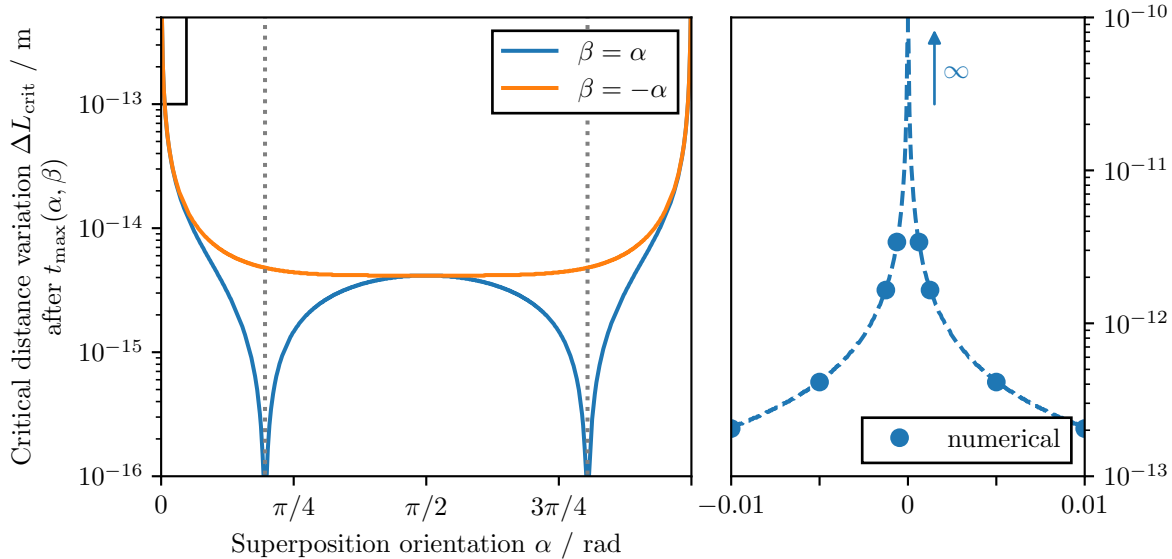 Critical distance variation ΔL_crit / m
after t_max(α, β)
10⁻¹³
10⁻¹⁴
10⁻¹⁵
10⁻¹⁶
β = α
β = −α
0
π/4
π/2
3π/4
Superposition orientation α / rad
∞
numerical
10⁻¹⁰
10⁻¹¹
10⁻¹²
10⁻¹³
−0.01
0
0.01